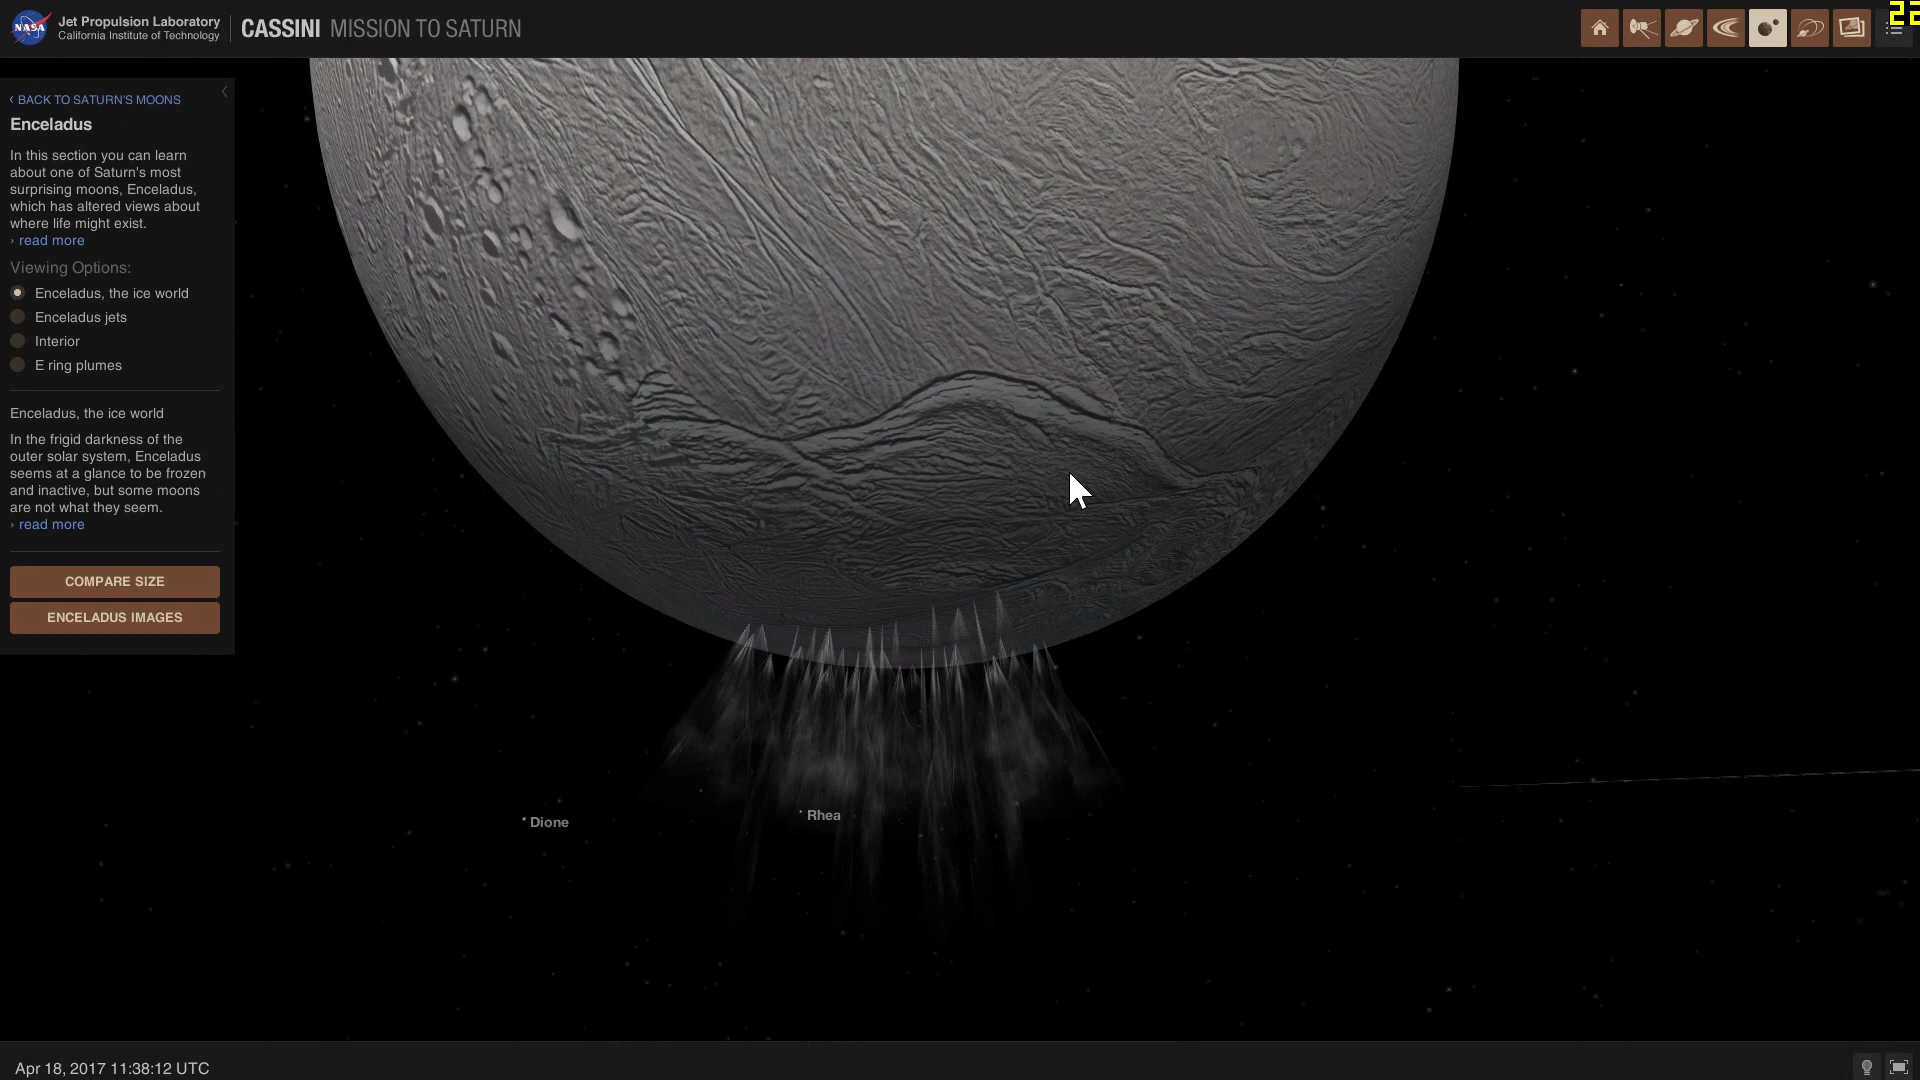 NASA
Jet Propulsion Laboratory
California Institute of Technology
CASSINI MISSION TO SATURN
22
‹ BACK TO SATURN'S MOONS
Enceladus
In this section you can learn
about one of Saturn's most
surprising moons, Enceladus,
which has altered views about
where life might exist.
› read more
Viewing Options:
Enceladus, the ice world
Enceladus jets
Interior
E ring plumes
Enceladus, the ice world
In the frigid darkness of the
outer solar system, Enceladus
seems at a glance to be frozen
and inactive, but some moons
are not what they seem.
› read more
COMPARE SIZE
ENCELADUS IMAGES
Rhea
Dione
Apr 18, 2017 11:38:12 UTC